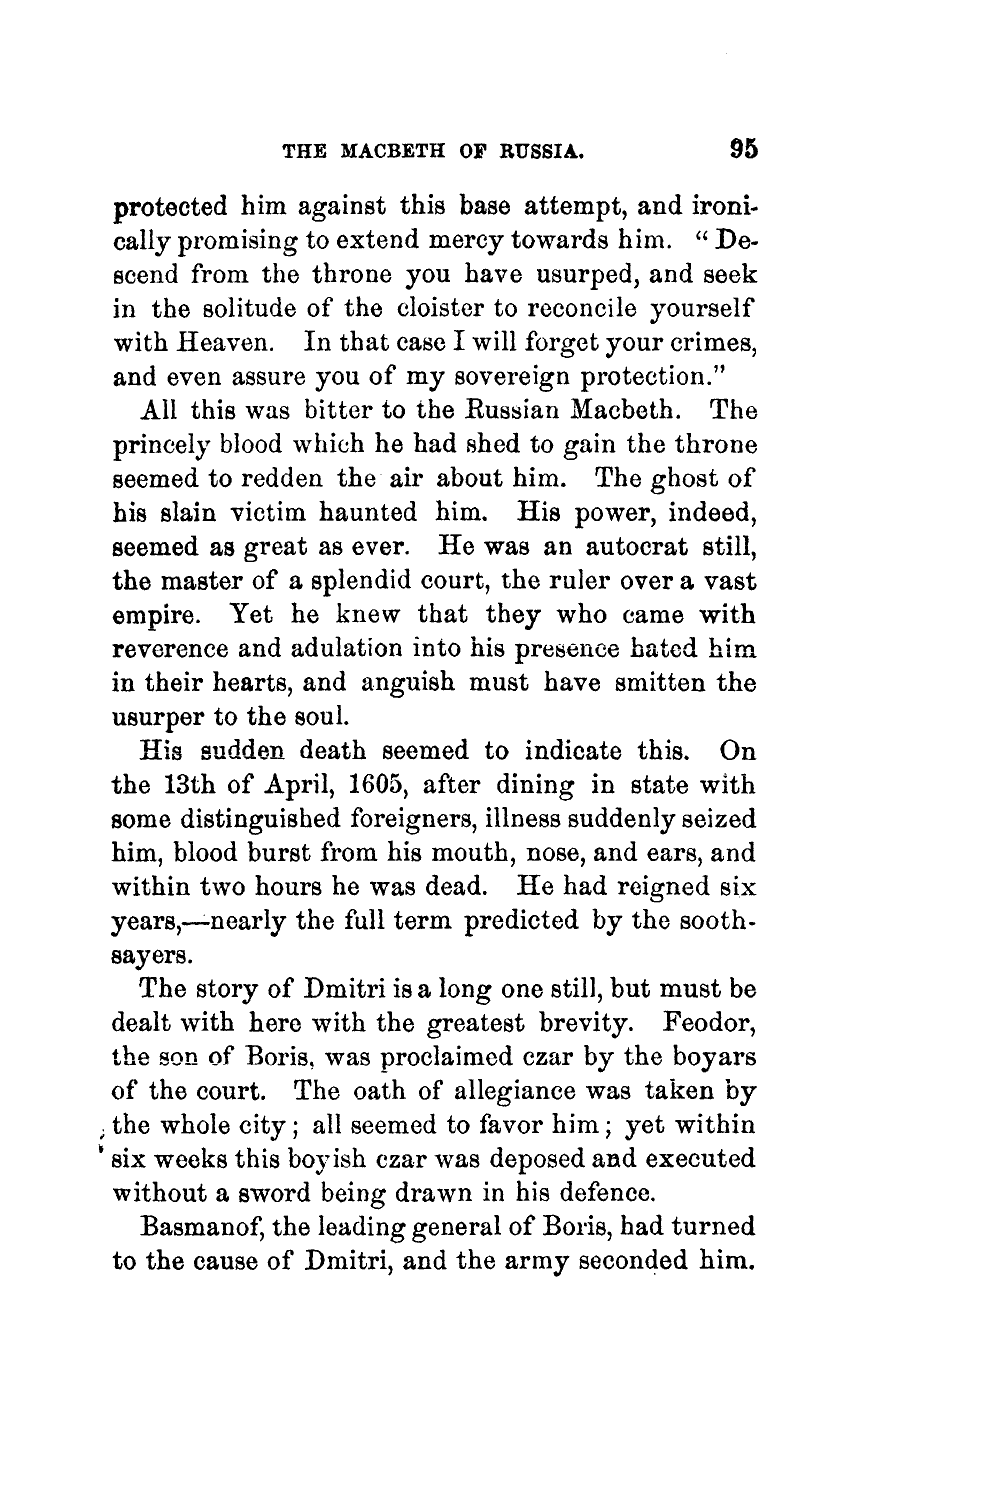 THE MACBETH OF RUSSIA. 95
protected him against this base attempt, and ironi-
cally promising to extend mercy towards him. “De-
scend from the throne you have usurped, and seek
in the solitude of the cloister to reconcile yourself
with Heaven. In that case I will forget your crimes,
and even assure you of my sovereign protection.”
All this was bitter to the Russian Macbeth. The
princely blood which he had shed to gain the throne
seemed to redden the air about him. The ghost of
his slain victim haunted him. His power, indeed,
seemed as great as ever. He was an autocrat still,
the master of a splendid court, the ruler over a vast
empire. Yet he knew that they who came with
reverence and adulation into his presence hated him
in their hearts, and anguish must have smitten the
usurper to the soul.
His sudden death seemed to indicate this. On
the 13th of April, 1605, after dining in state with
some distinguished foreigners, illness suddenly seized
him, blood burst from his mouth, nose, and ears, and
within two hours he was dead. He had reigned six
years,—nearly the full term predicted by the sooth-
sayers.
The story of Dmitri is a long one still, but must be
dealt with here with the greatest brevity. Feodor,
the son of Boris, was proclaimed czar by the boyars
of the court. The oath of allegiance was taken by
the whole city; all seemed to favor him; yet within
six weeks this boyish czar was deposed and executed
without a sword being drawn in his defence.
Basmanof, the leading general of Boris, had turned
to the cause of Dmitri, and the army seconded him.